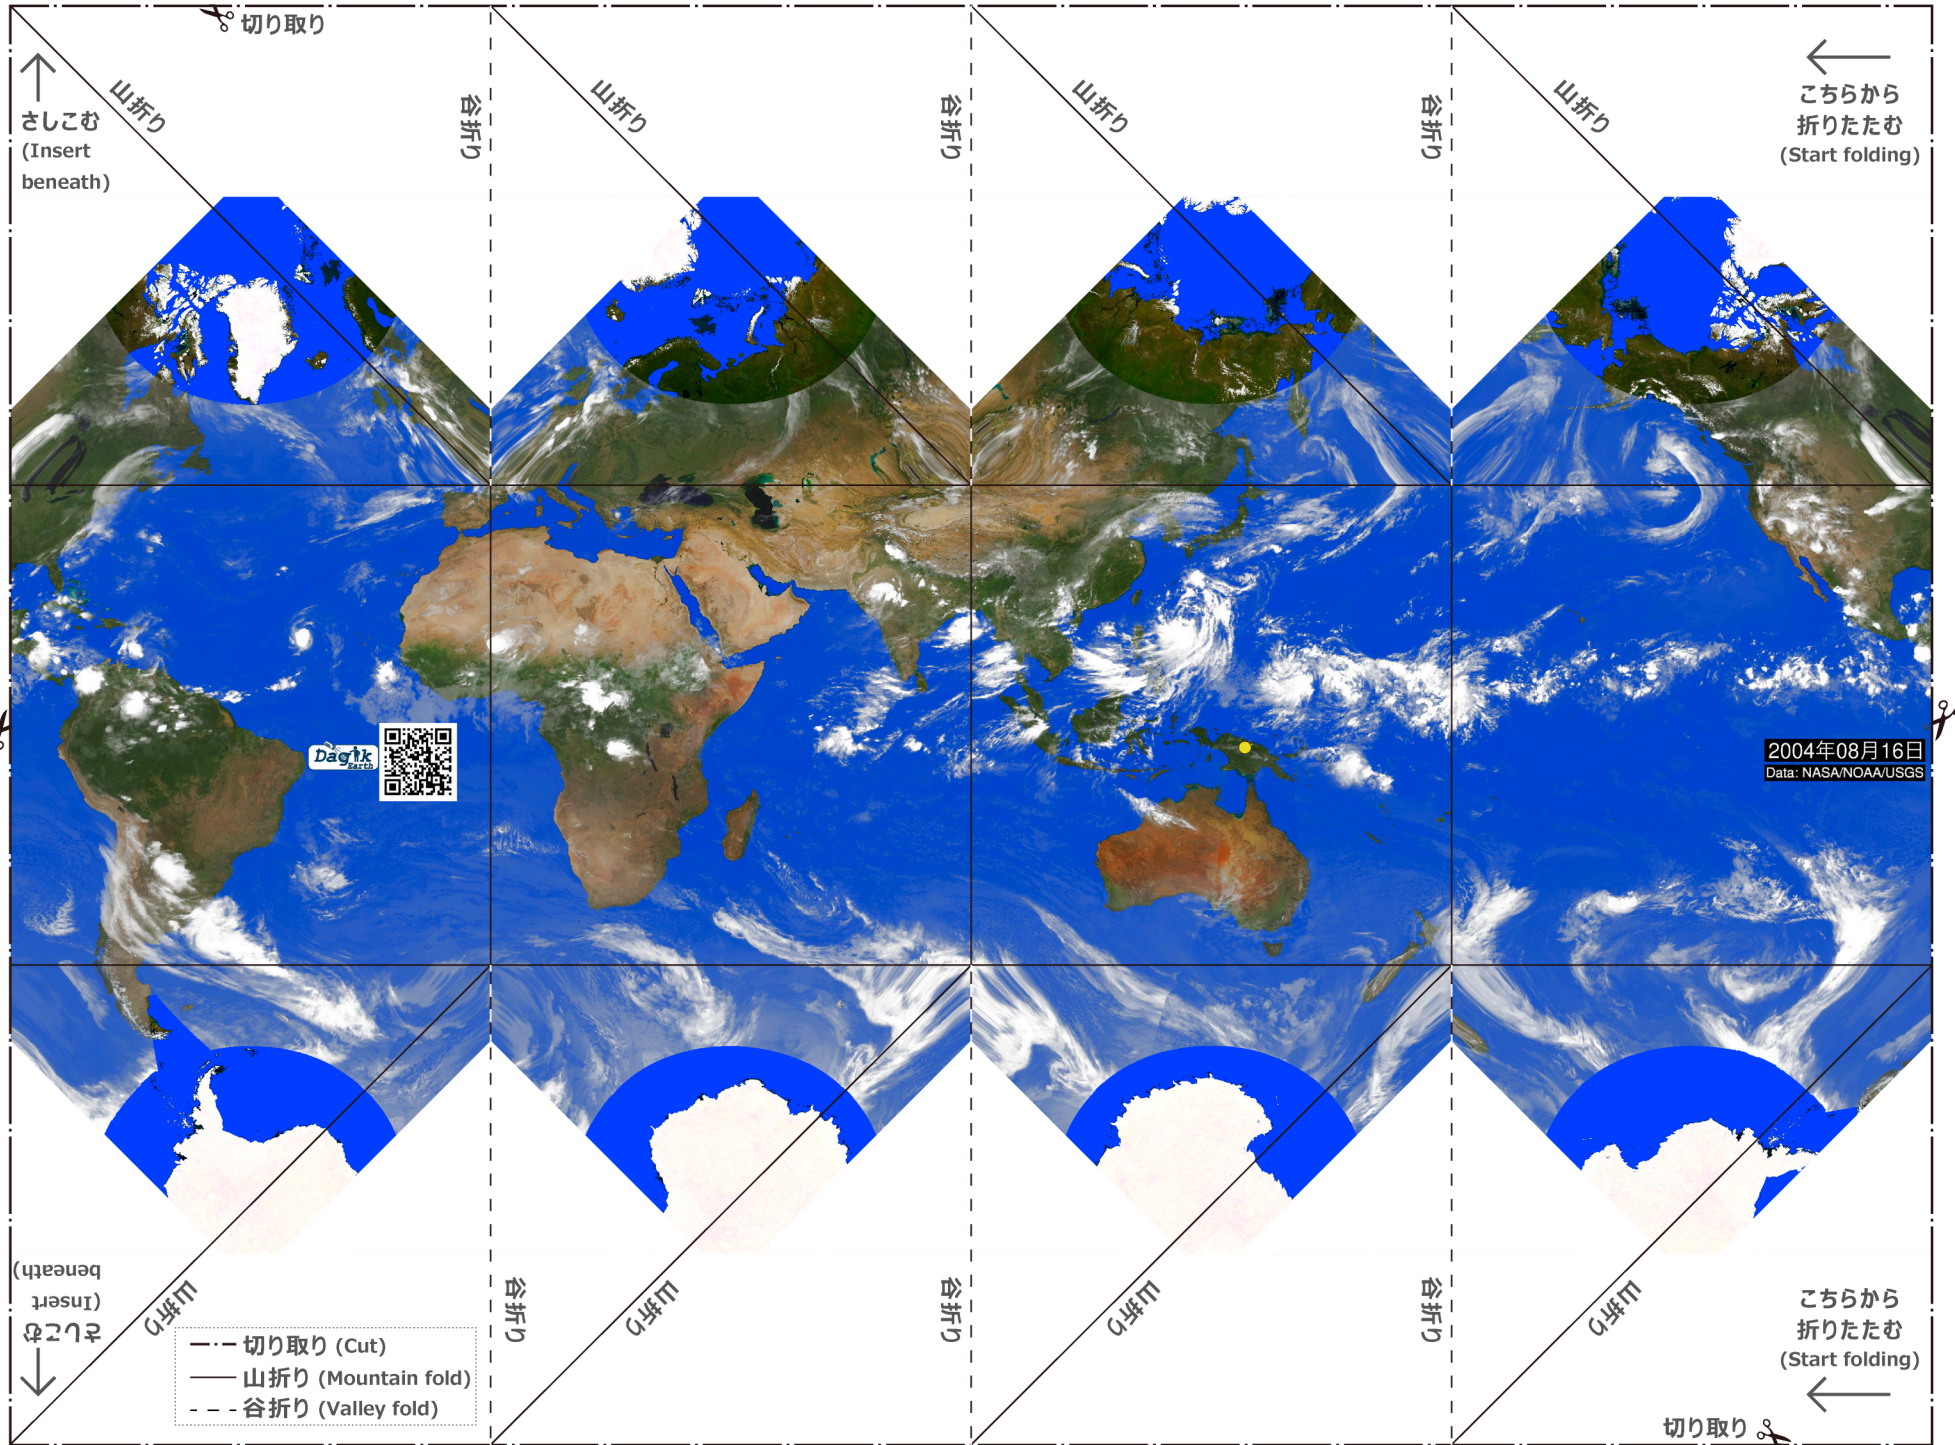 切り取り
さしこむ
(Insert
beneath)
山折り
谷折り
山折り
谷折り
山折り
谷折り
山折り
こちらから
折りたたむ
(Start folding)
Dagik
Earth
2004年08月16日
Data: NASA/NOAA/USGS
さしこむ
(Insert
beneath)
山折り
谷折り
山折り
谷折り
山折り
谷折り
山折り
こちらから
折りたたむ
(Start folding)
切り取り (Cut)
山折り (Mountain fold)
谷折り (Valley fold)
切り取り